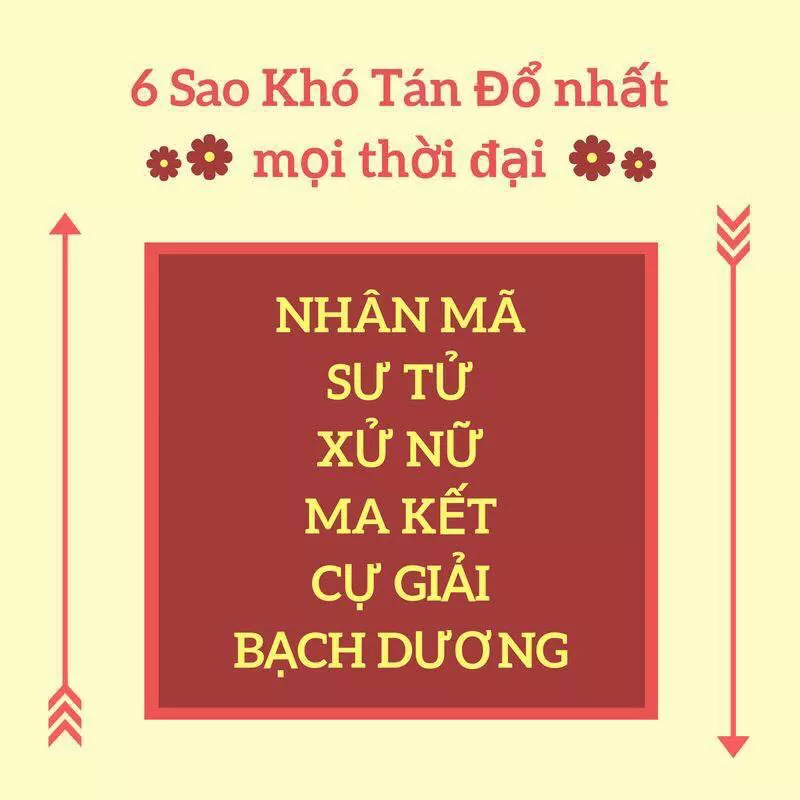 6 Sao Khó Tán Đổ nhất
mọi thời đại
NHÂN MÃ
SƯ TỬ
XỬ NỮ
MA KẾT
CỰ GIẢI
BẠCH DƯƠNG